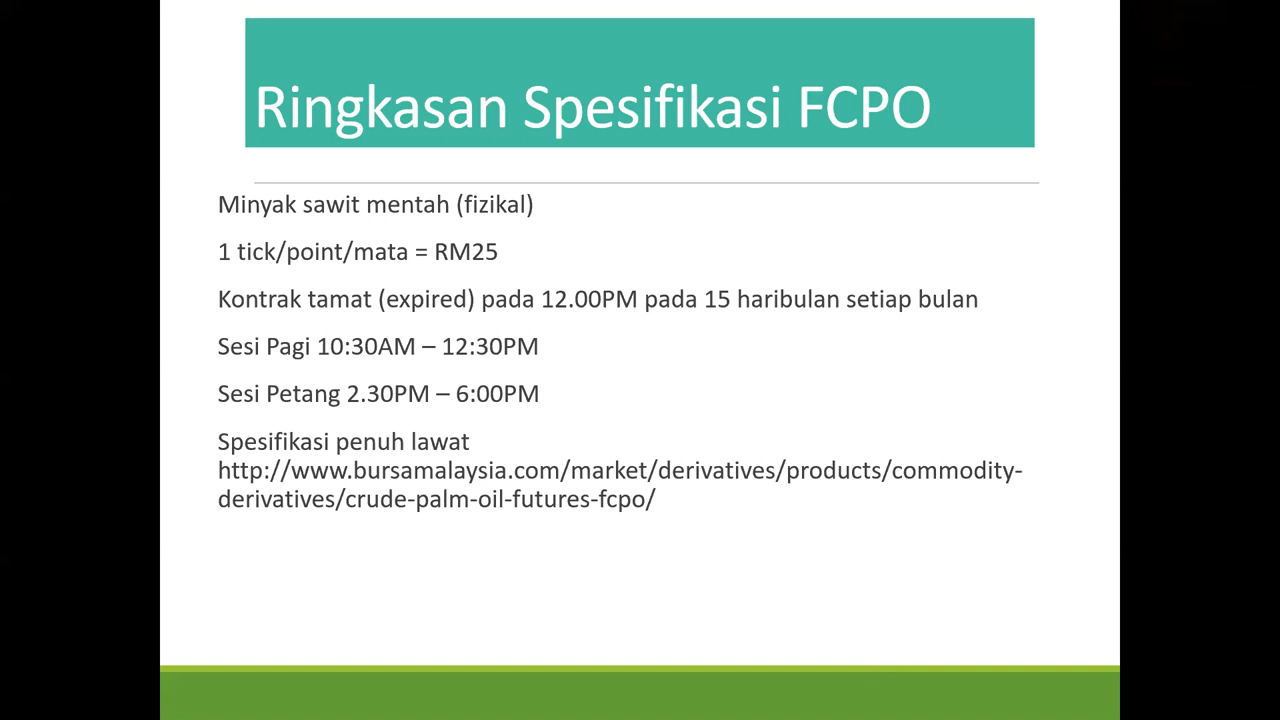 Ringkasan Spesifikasi FCPO
Minyak sawit mentah (fizikal)
1 tick/point/mata = RM25
Kontrak tamat (expired) pada 12.00PM pada 15 haribulan setiap bulan
Sesi Pagi 10:30AM – 12:30PM
Sesi Petang 2.30PM – 6:00PM
Spesifikasi penuh lawat
http://www.bursamalaysia.com/market/derivatives/products/commodity-
derivatives/crude-palm-oil-futures-fcpo/